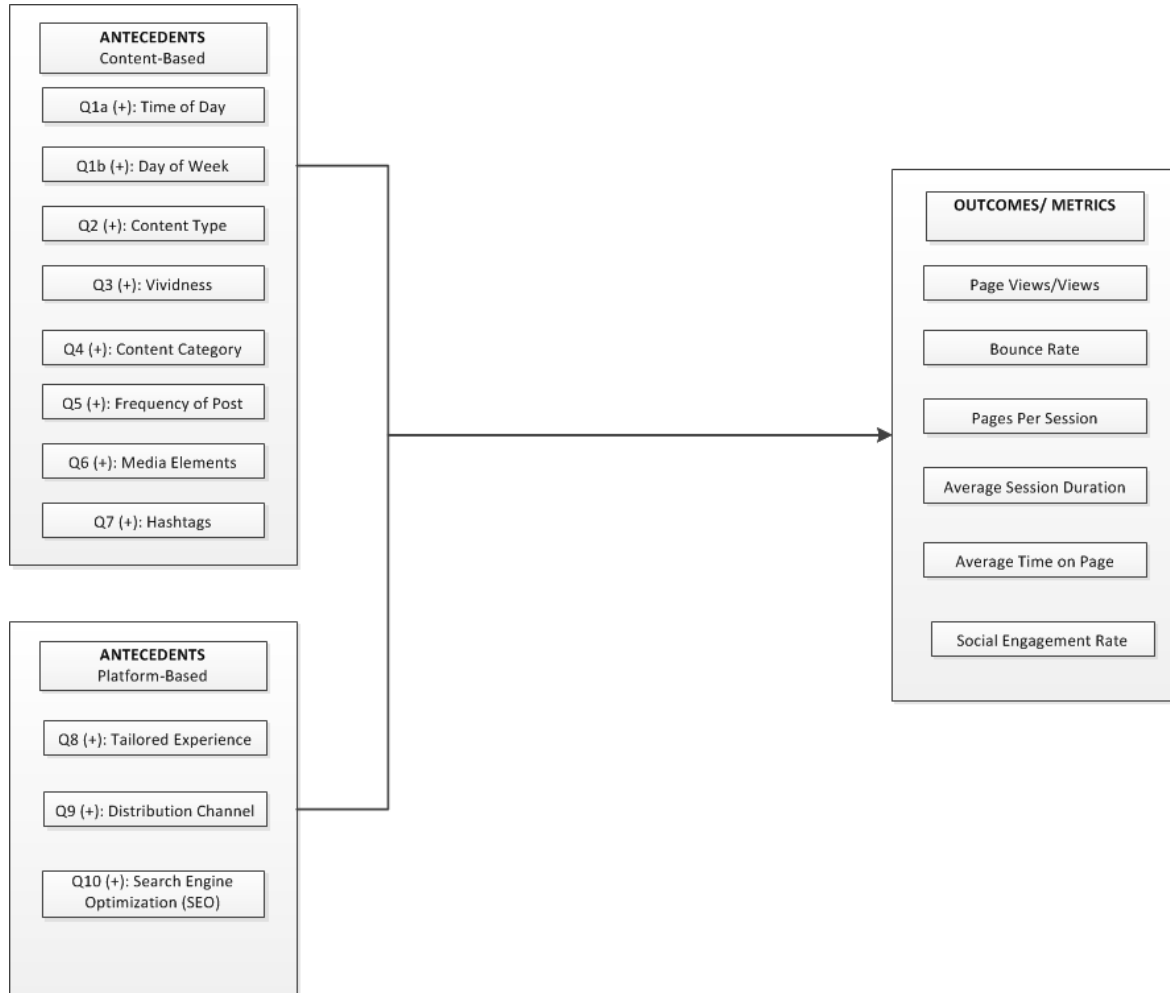 ANTECEDENTS
Content-Based
Q1a (+): Time of Day
Q1b (+): Day of Week
Q2 (+): Content Type
Q3 (+): Vividness
Q4 (+): Content Category
Q5 (+): Frequency of Post
Q6 (+): Media Elements
Q7 (+): Hashtags
ANTECEDENTS
Platform-Based
Q8 (+): Tailored Experience
Q9 (+): Distribution Channel
Q10 (+): Search Engine
Optimization (SEO)
OUTCOMES/ METRICS
Page Views/Views
Bounce Rate
Pages Per Session
Average Session Duration
Average Time on Page
Social Engagement Rate